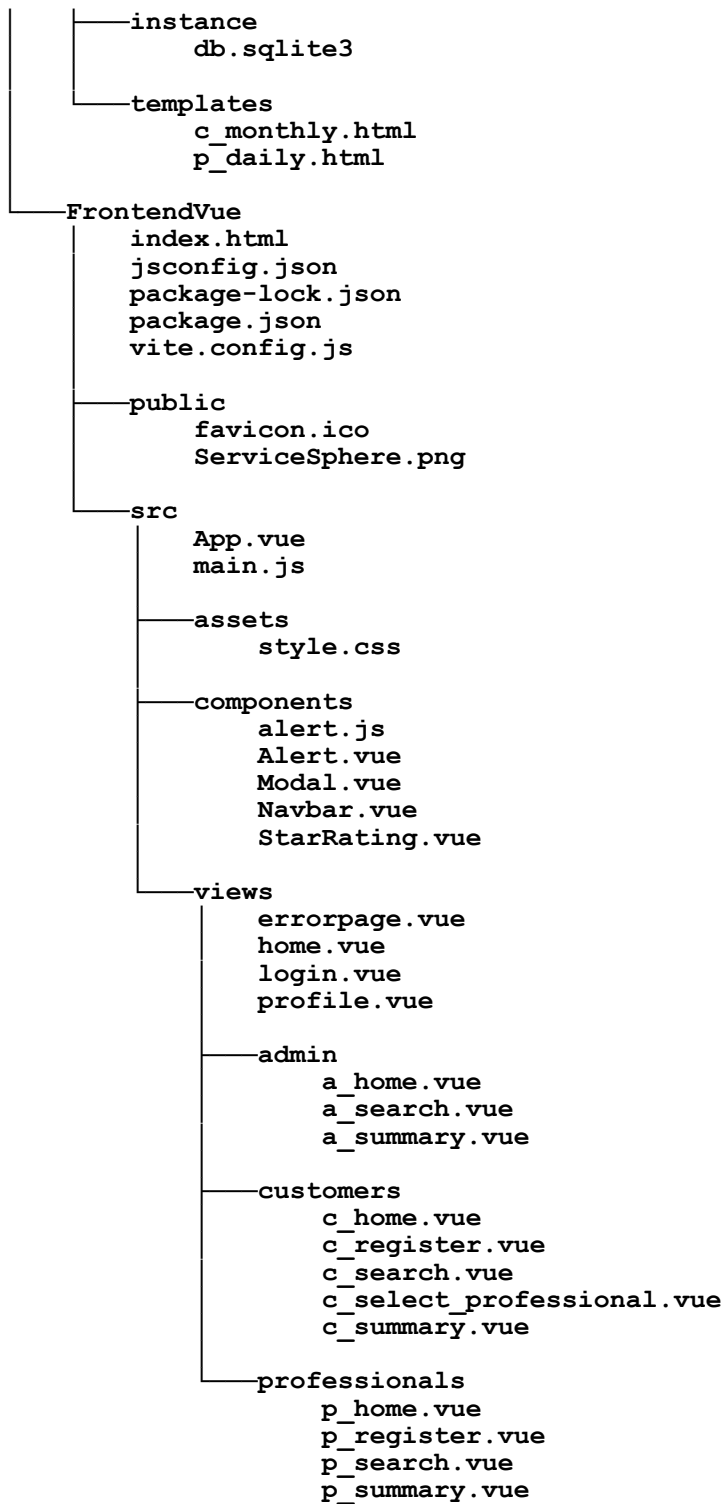 instance
db.sqlite3
templates
c_monthly.html
p_daily.html
FrontendVue
index.html
jsconfig.json
package-lock.json
package.json
vite.config.js
public
favicon.ico
ServiceSphere.png
src
App.vue
main.js
assets
style.css
components
alert.js
Alert.vue
Modal.vue
Navbar.vue
StarRating.vue
views
errorpage.vue
home.vue
login.vue
profile.vue
admin
a_home.vue
a_search.vue
a_summary.vue
customers
c_home.vue
c_register.vue
c_search.vue
c_select_professional.vue
c_summary.vue
professionals
p_home.vue
p_register.vue
p_search.vue
p_summary.vue